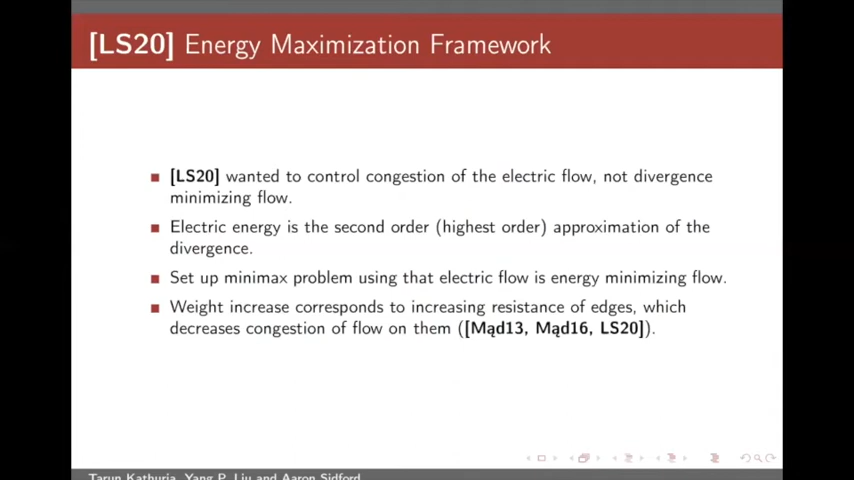 [LS20] Energy Maximization Framework
[LS20] wanted to control congestion of the electric flow, not divergence
minimizing flow.
Electric energy is the second order (highest order) approximation of the
divergence.
Set up minimax problem using that electric flow is energy minimizing flow.
Weight increase corresponds to increasing resistance of edges, which
decreases congestion of flow on them ([Mąd13, Mąd16, LS20]).
Tarun Kathuria, Yang P. Liu and Aaron Sidford